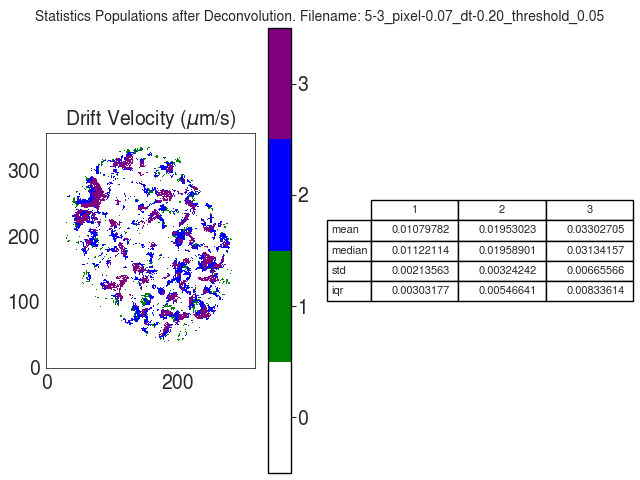 Statistics Populations after Deconvolution. Filename: 5-3_pixel-0.07_dt-0.20_threshold_0.05
Drift Velocity (μm/s)
300
200
100
0
0 200
3
2
1
0
1 2 3
mean 0.01079782 0.01953023 0.03302705
median 0.01122114 0.01958901 0.03134157
std 0.00213563 0.00324242 0.00665566
iqr 0.00303177 0.00546641 0.00833614